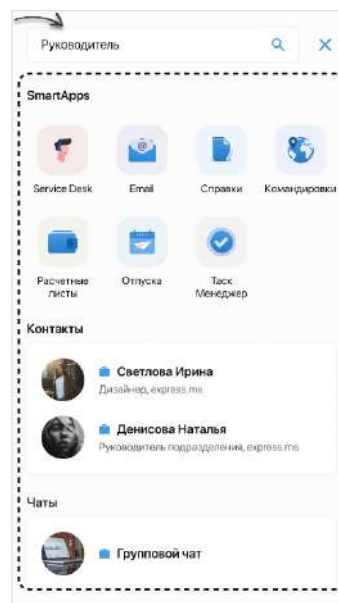 Руководитель
SmartApps
Service Desk
Email
Справки
Командировки
Расчетные
листы
Отпуска
Таск
Менеджер
Контакты
Светлова Ирина
Дизайнер, express.ms
Денисова Наталья
Руководитель подразделения, express.ms
Чаты
Групповой чат